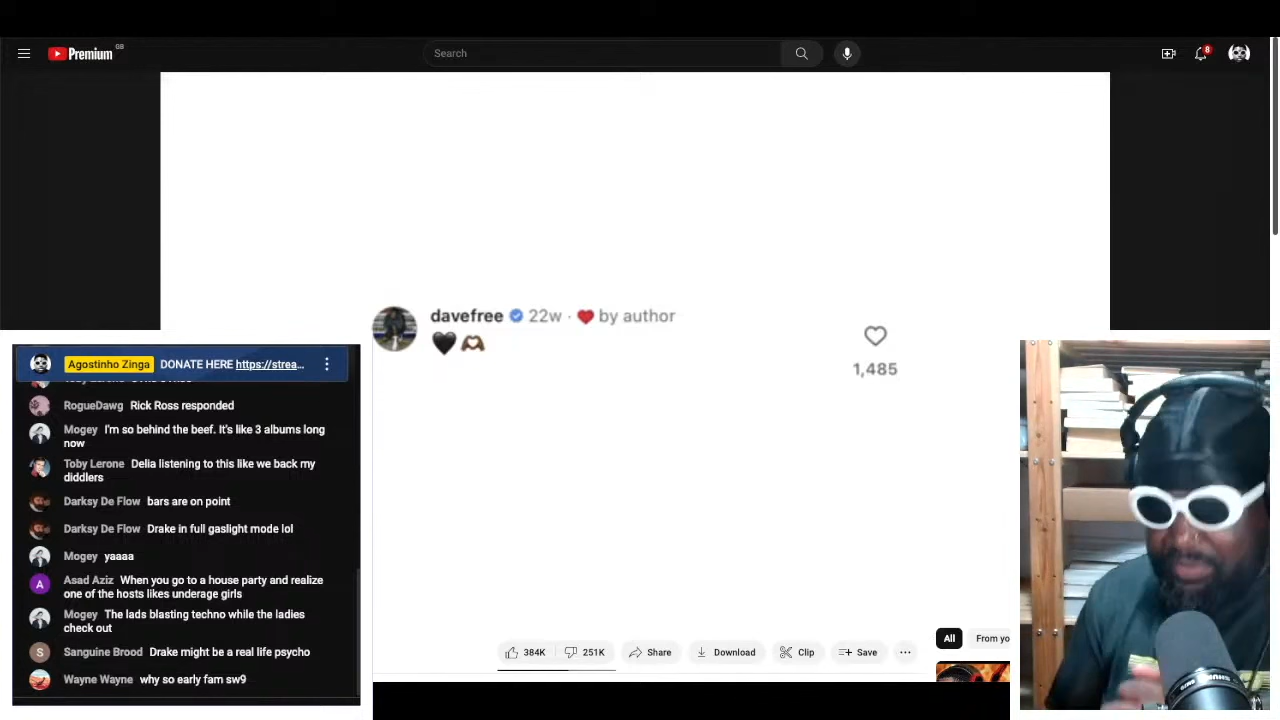 Premium GB
Search
8
davefree 22w · ❤️ by author
🖤🫶🏾
1,485
Agostinho Zinga DONATE HERE https://strea...
RogueDawg Rick Ross responded
Mogey I'm so behind the beef. It's like 3 albums long
now
Toby Lerone Delia listening to this like we back my
diddlers
Darksy De Flow bars are on point
Darksy De Flow Drake in full gaslight mode lol
Mogey yaaaa
A Asad Aziz When you go to a house party and realize
one of the hosts likes underage girls
Mogey The lads blasting techno while the ladies
check out
S Sanguine Brood Drake might be a real life psycho
Wayne Wayne why so early fam sw9
384K 251K Share Download Clip Save ...
All From yo